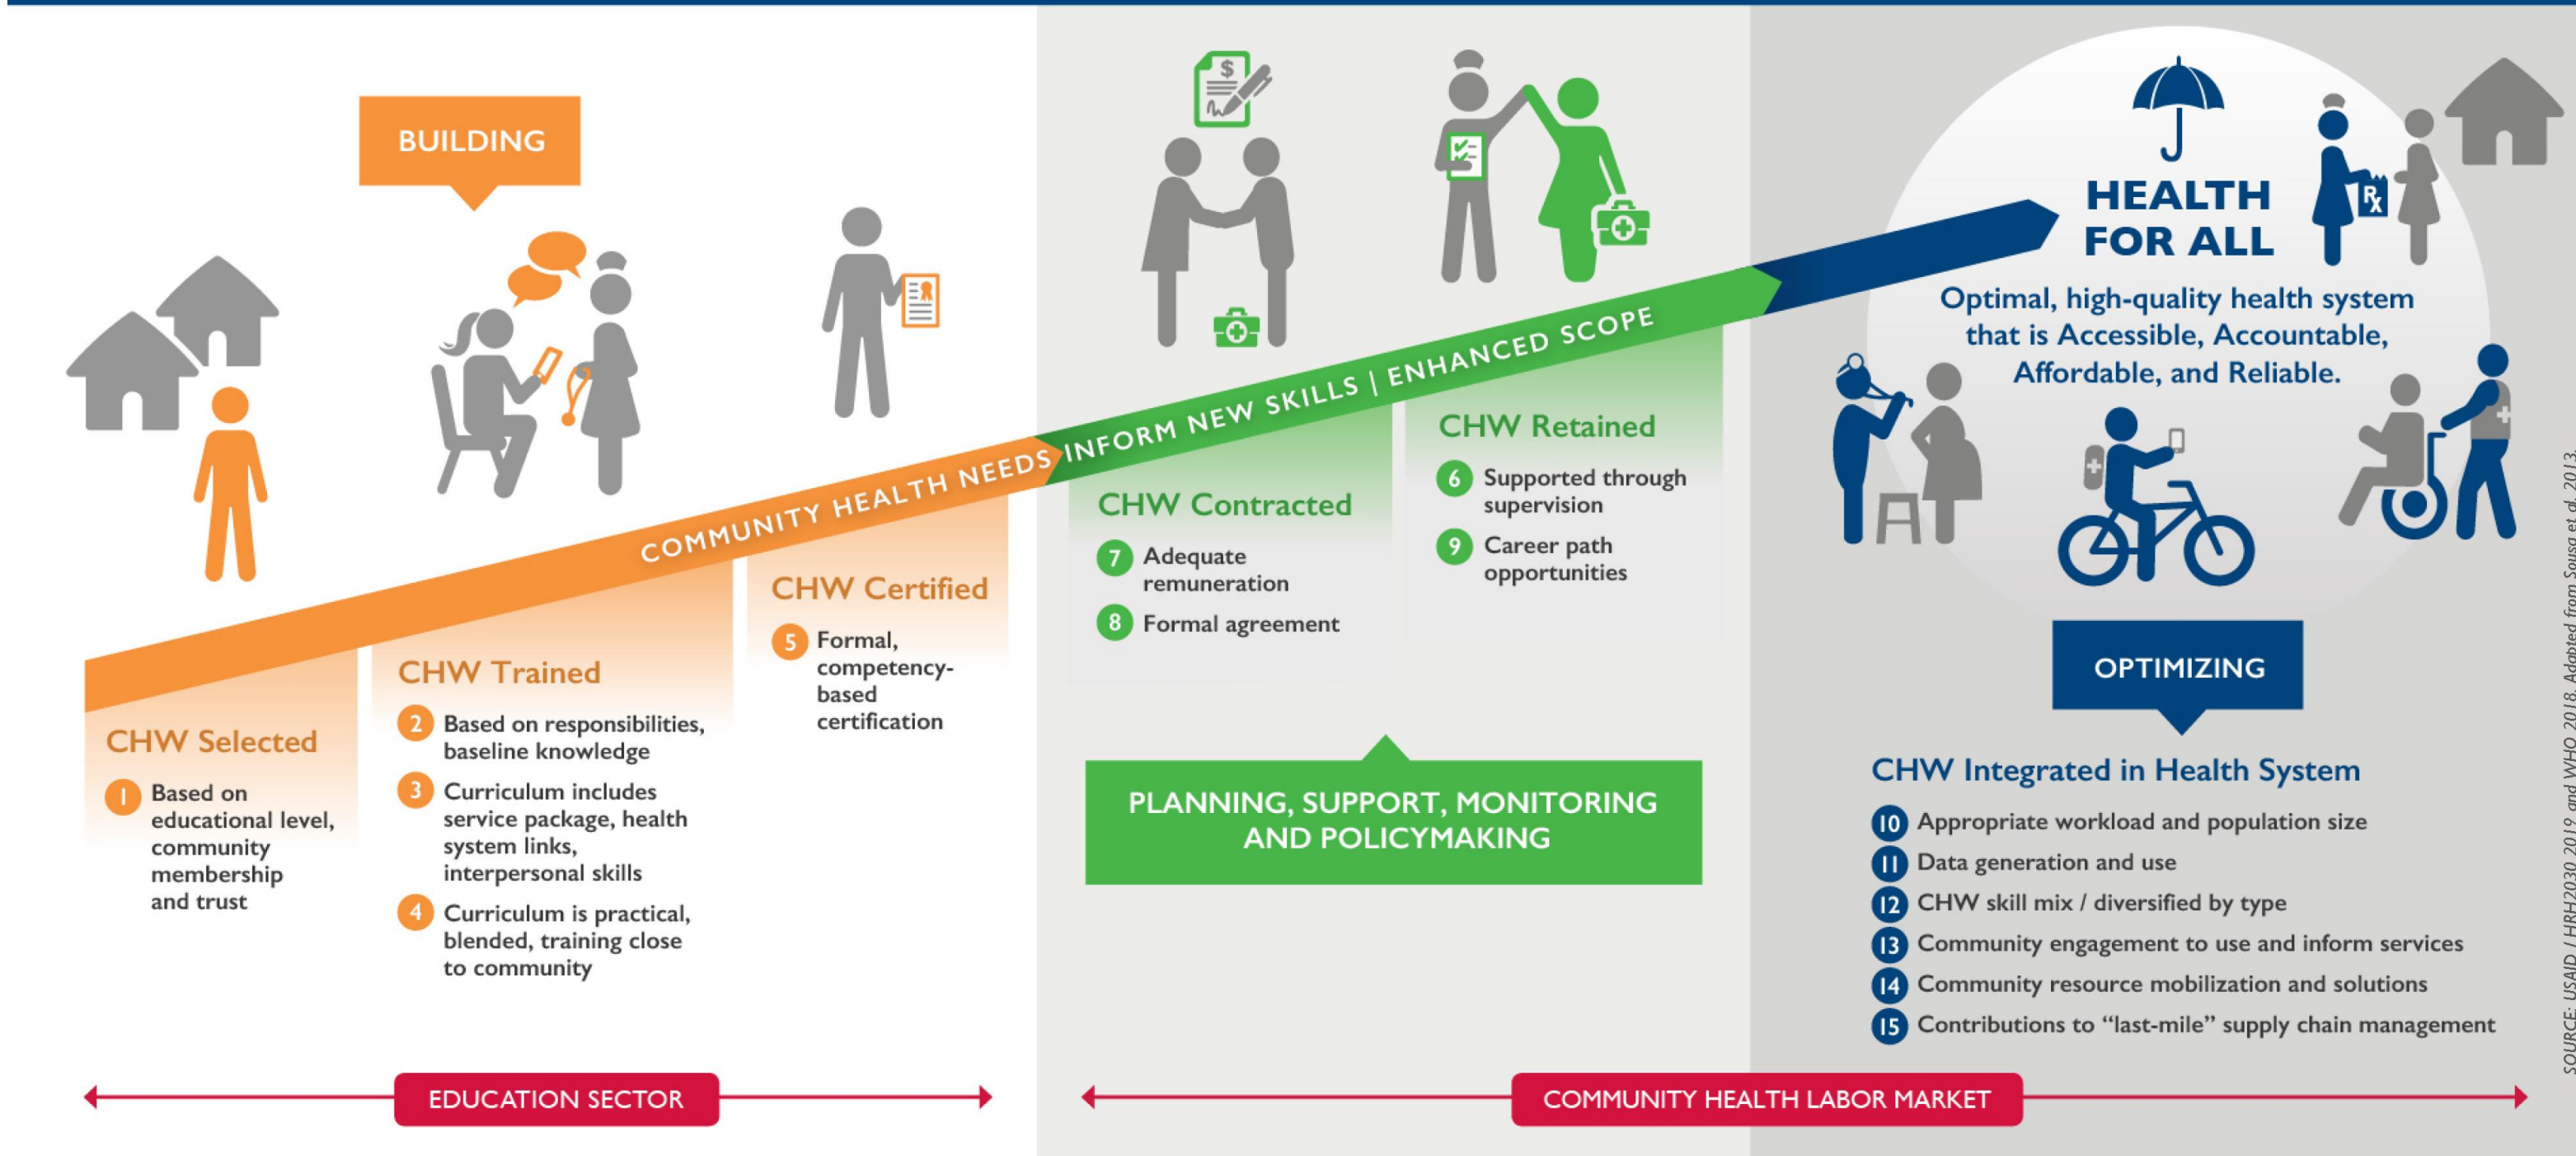 BUILDING
COMMUNITY HEALTH NEEDS INFORM NEW SKILLS | ENHANCED SCOPE
CHW Selected
1 Based on
educational level,
community
membership
and trust
CHW Trained
2 Based on responsibilities,
baseline knowledge
3 Curriculum includes
service package, health
system links,
interpersonal skills
4 Curriculum is practical,
blended, training close
to community
CHW Certified
5 Formal,
competency-
based
certification
$
CHW Contracted
7 Adequate
remuneration
8 Formal agreement
CHW Retained
6 Supported through
supervision
9 Career path
opportunities
PLANNING, SUPPORT, MONITORING
AND POLICYMAKING
HEALTH
FOR ALL
Rx
Optimal, high-quality health system
that is Accessible, Accountable,
Affordable, and Reliable.
OPTIMIZING
CHW Integrated in Health System
10 Appropriate workload and population size
11 Data generation and use
12 CHW skill mix / diversified by type
13 Community engagement to use and inform services
14 Community resource mobilization and solutions
15 Contributions to “last-mile” supply chain management
EDUCATION SECTOR
COMMUNITY HEALTH LABOR MARKET
SOURCE: USAID / HRH2030 2019 and WHO 2018. Adapted from Sousa et al. 2013.